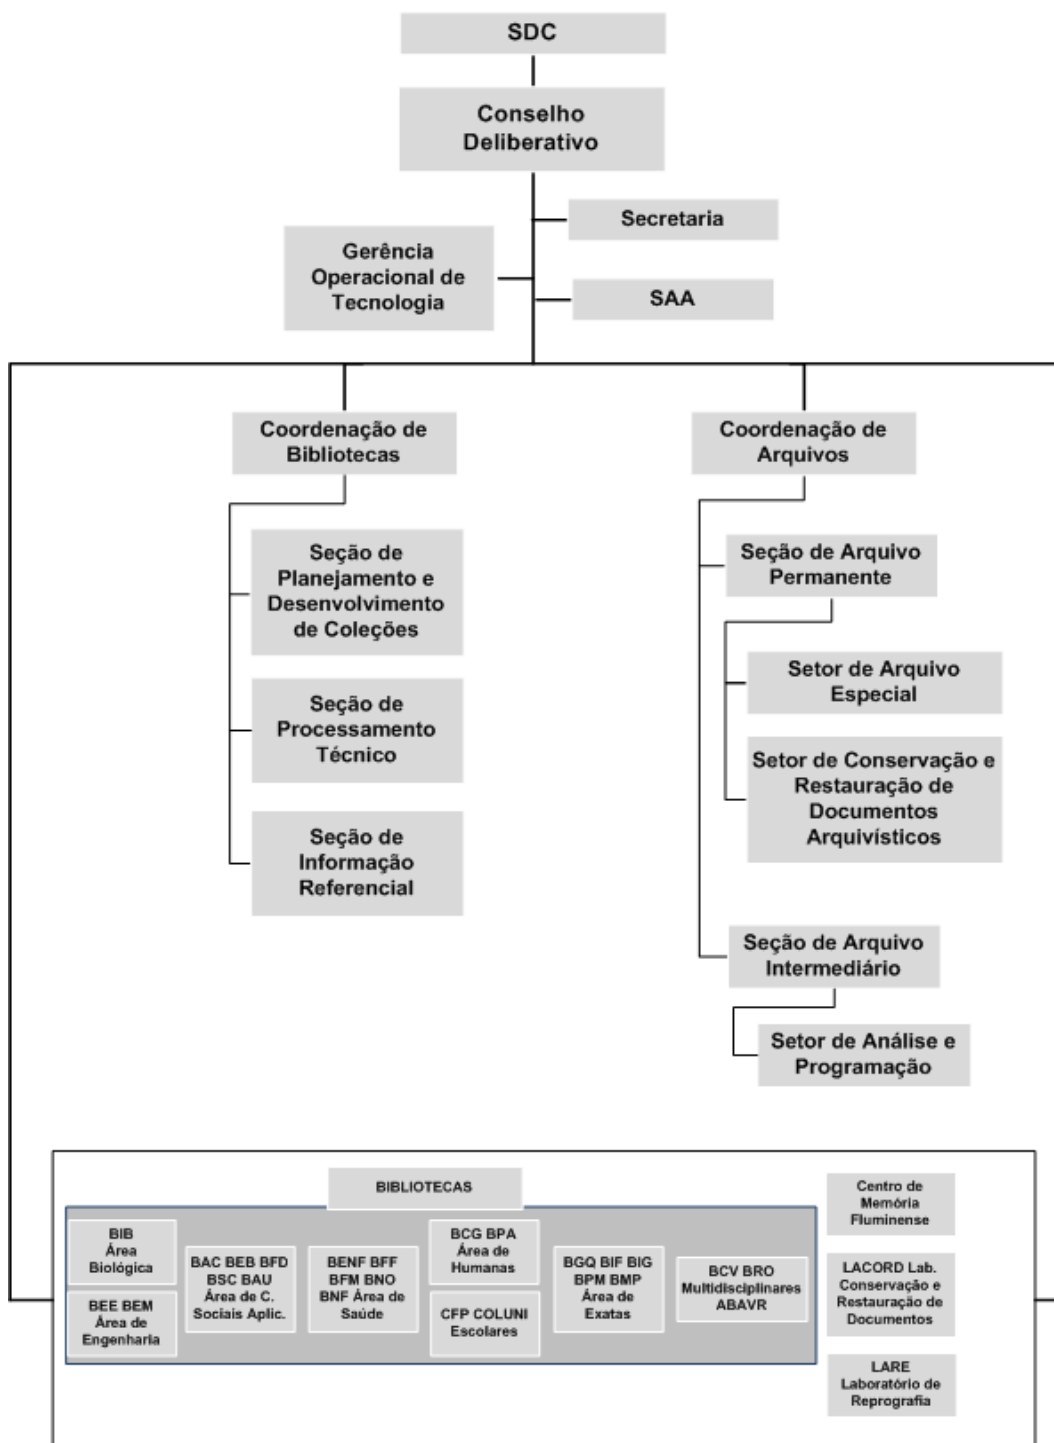 SDC
Conselho
Deliberativo
Secretaria
Gerência
Operacional de
Tecnologia
SAA
Coordenação de
Bibliotecas
Seção de
Planejamento e
Desenvolvimento
de Coleções
Seção de
Processamento
Técnico
Seção de
Informação
Referencial
Coordenação de
Arquivos
Seção de Arquivo
Permanente
Setor de Arquivo
Especial
Setor de Conservação e
Restauração de
Documentos
Arquivísticos
Seção de Arquivo
Intermediário
Setor de Análise e
Programação
BIBLIOTECAS
BIB
Área
Biológica
BEE BEM
Área de
Engenharia
BAC BEB BFD
BSC BAU
Área de C.
Sociais Aplic.
BENF BFF
BFM BNO
BNF Área de
Saúde
BCG BPA
Área de
Humanas
CFP COLUNI
Escolares
BGQ BIF BIG
BPM BMP
Área de
Exatas
BCV BRO
Multidisciplinares
ABAVR
Centro de
Memória
Fluminense
LACORD Lab.
Conservação e
Restauração de
Documentos
LARE
Laboratório de
Reprografia